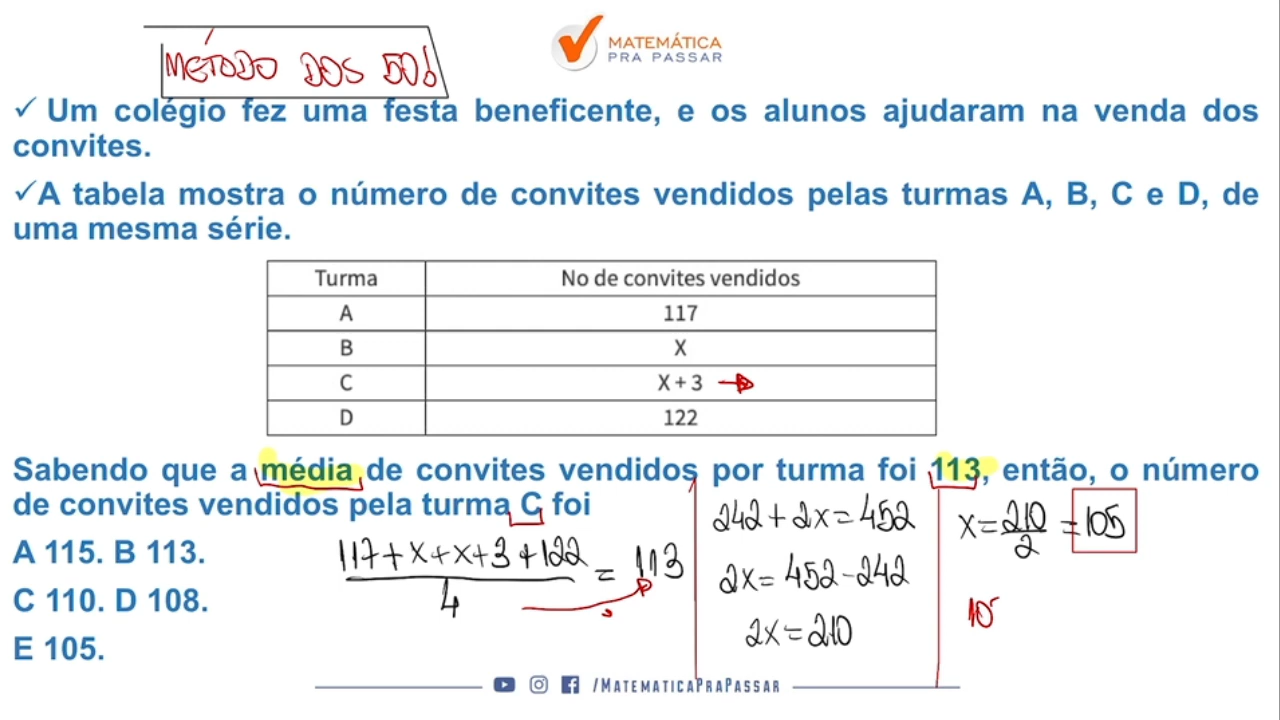 MÉTODO DOS 50%
MATEMÁTICA
PRA PASSAR
✓ Um colégio fez uma festa beneficente, e os alunos ajudaram na venda dos
convites.
✓A tabela mostra o número de convites vendidos pelas turmas A, B, C e D, de
uma mesma série.
Turma No de convites vendidos
A 117
B X
C X + 3
D 122
Sabendo que a média de convites vendidos por turma foi 113, então, o número
de convites vendidos pela turma C foi
A 115. B 113.
C 110. D 108.
E 105.
117+x+x+3+122
4
= 113
242+2x=452
2x=452-242
2x=210
x=210/2=105
10
/MATEMATICAPRAPASSAR